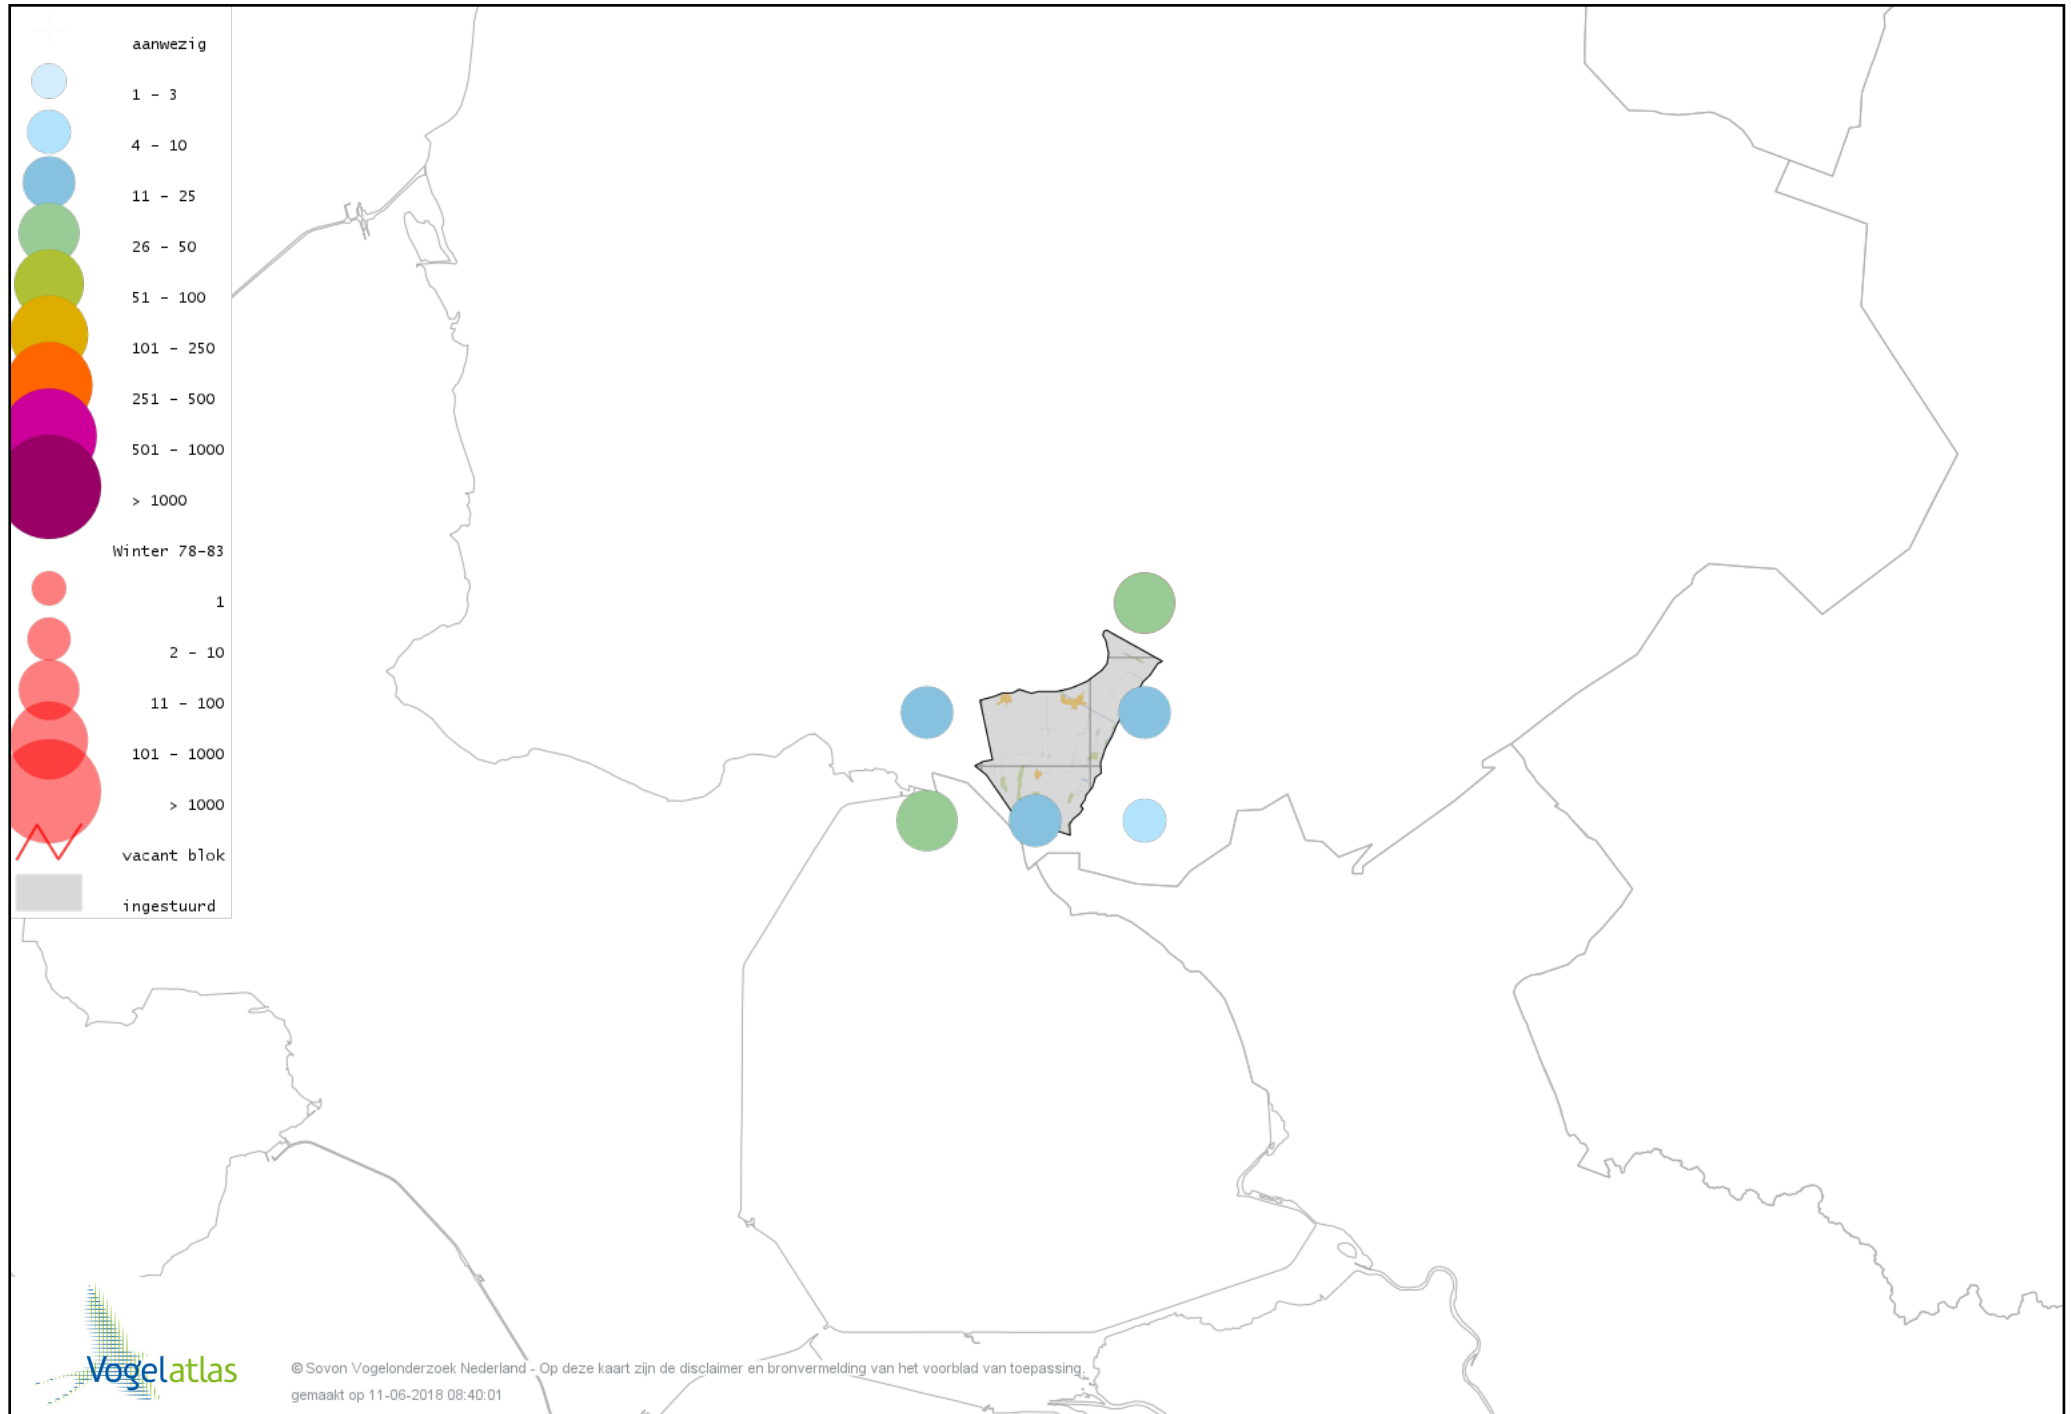 aanwezig
1 - 3
4 - 10
11 - 25
26 - 50
51 - 100
101 - 250
251 - 500
501 - 1000
> 1000
Winter 78-83
1
2 - 10
11 - 100
101 - 1000
> 1000
vacant blok
ingestuurd
Vogelatlas
© Sovon Vogelonderzoek Nederland - Op deze kaart zijn de disclaimer en bronvermelding van het voorblad van toepassing.
gemaakt op 11-06-2018 08:40:01